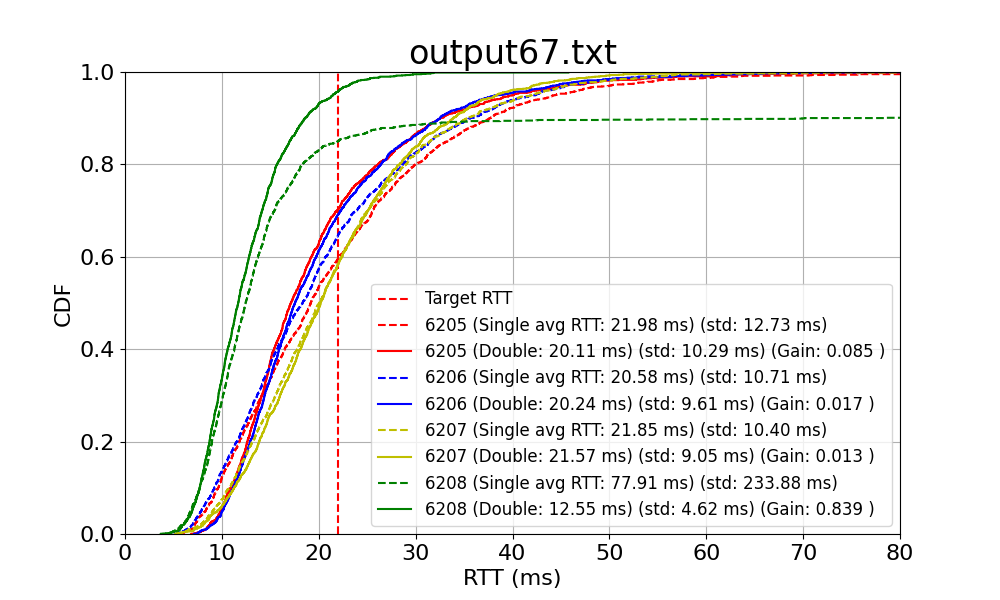 output67.txt
1.0
0.8
0.6
0.4
0.2
0.0
CDF
Target RTT
6205 (Single avg RTT: 21.98 ms) (std: 12.73 ms)
6205 (Double: 20.11 ms) (std: 10.29 ms) (Gain: 0.085 )
6206 (Single avg RTT: 20.58 ms) (std: 10.71 ms)
6206 (Double: 20.24 ms) (std: 9.61 ms) (Gain: 0.017 )
6207 (Single avg RTT: 21.85 ms) (std: 10.40 ms)
6207 (Double: 21.57 ms) (std: 9.05 ms) (Gain: 0.013 )
6208 (Single avg RTT: 77.91 ms) (std: 233.88 ms)
6208 (Double: 12.55 ms) (std: 4.62 ms) (Gain: 0.839 )
0 10 20 30 40 50 60 70 80
RTT (ms)